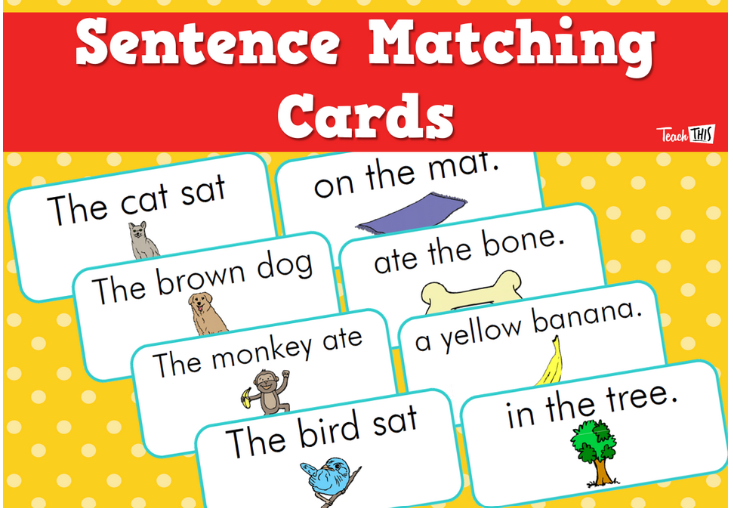 Sentence Matching
Cards
Teach THIS
The cat sat
on the mat.
The brown dog
ate the bone.
The monkey ate
a yellow banana.
The bird sat
in the tree.